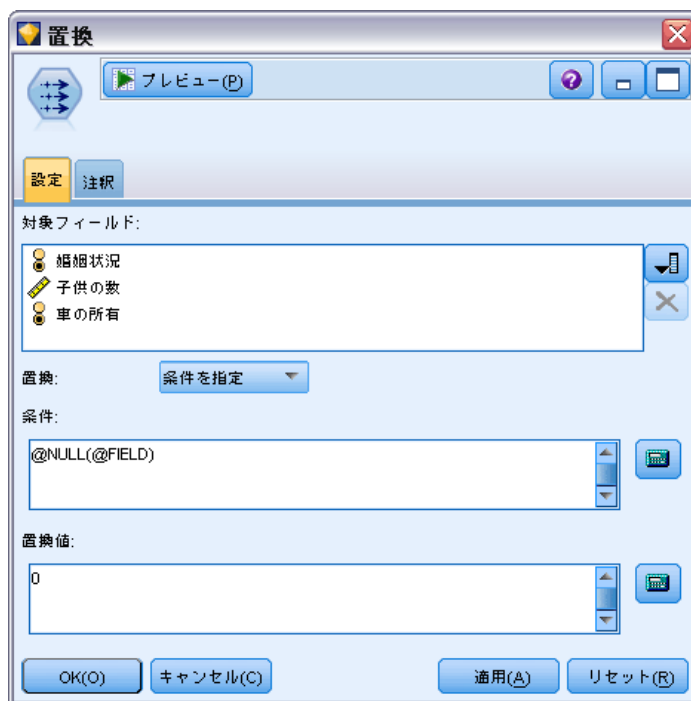 置換
プレビュー(P)
設定
注釈
対象フィールド:
婚姻状況
子供の数
車の所有
置換:
条件を指定
条件:
@NULL(@FIELD)
置換値:
0
OK(O)
キャンセル(C)
適用(A)
リセット(R)